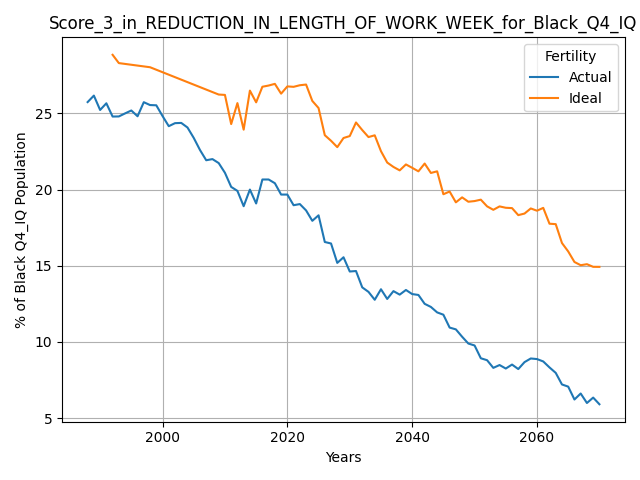 Score_3_in_REDUCTION_IN_LENGTH_OF_WORK_WEEK_for_Black_Q4_IQ
Fertility
Actual
Ideal
% of Black Q4_IQ Population
25
20
15
10
5
2000 2020 2040 2060
Years